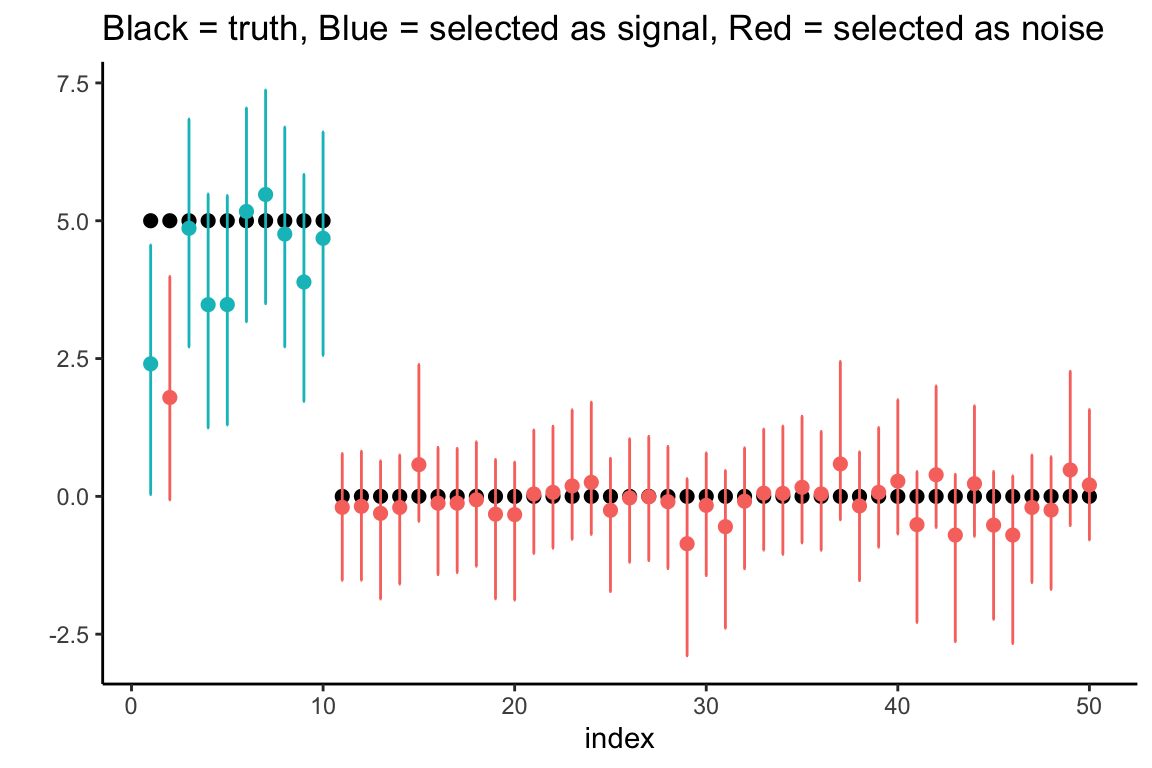 Black = truth, Blue = selected as signal, Red = selected as noise
7.5
5.0
2.5
0.0
-2.5
0 10 20 30 40 50
index